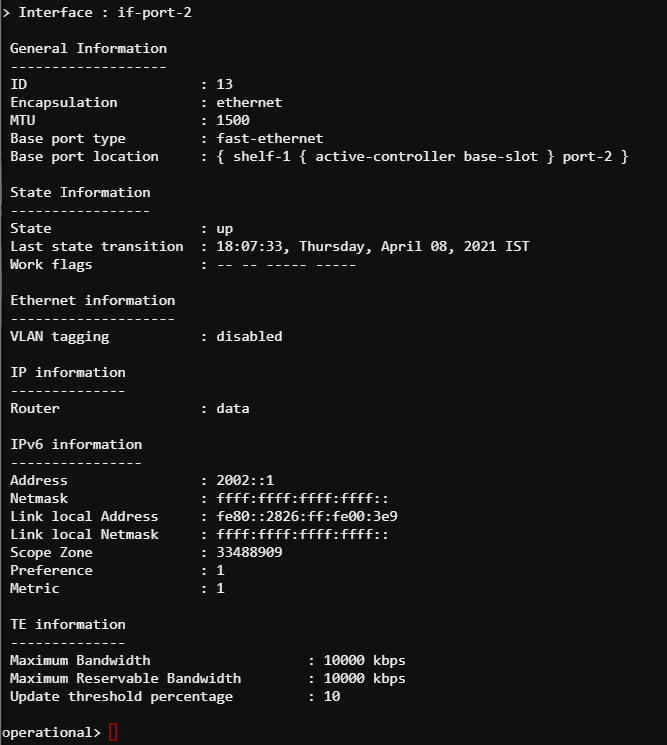 > Interface : if-port-2
General Information
-------------------
ID : 13
Encapsulation : ethernet
MTU : 1500
Base port type : fast-ethernet
Base port location : { shelf-1 { active-controller base-slot } port-2 }
State Information
-----------------
State : up
Last state transition : 18:07:33, Thursday, April 08, 2021 IST
Work flags : -- -- ----- -----
Ethernet information
--------------------
VLAN tagging : disabled
IP information
--------------
Router : data
IPv6 information
----------------
Address : 2002::1
Netmask : ffff:ffff:ffff:ffff::
Link local Address : fe80::2826:ff:fe00:3e9
Link local Netmask : ffff:ffff:ffff:ffff::
Scope Zone : 33488909
Preference : 1
Metric : 1
TE information
--------------
Maximum Bandwidth : 10000 kbps
Maximum Reservable Bandwidth : 10000 kbps
Update threshold percentage : 10
operational>